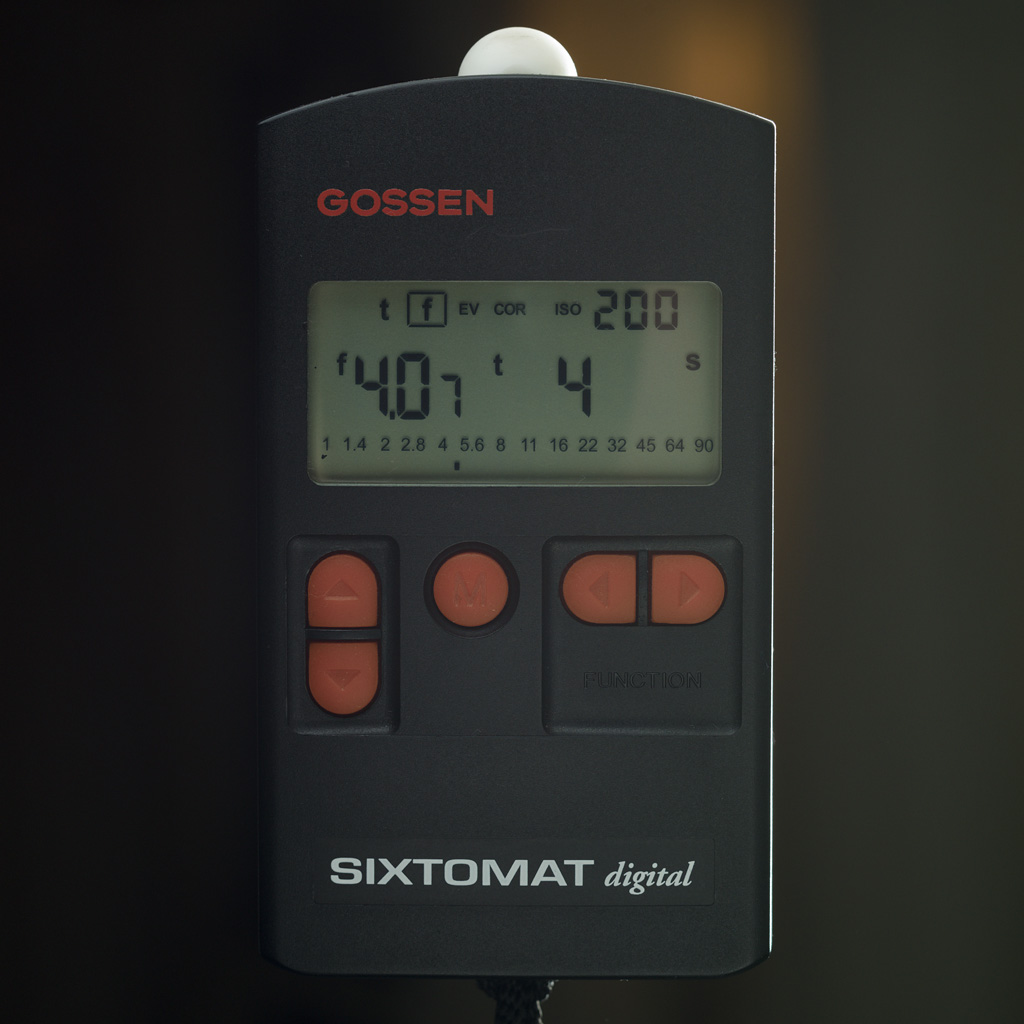 GOSSEN
t f EV COR ISO 200
f 4.0 7 t 4 s
1 1.4 2 2.8 4 5.6 8 11 16 22 32 45 64 90
M
FUNCTION
SIXTOMAT digital